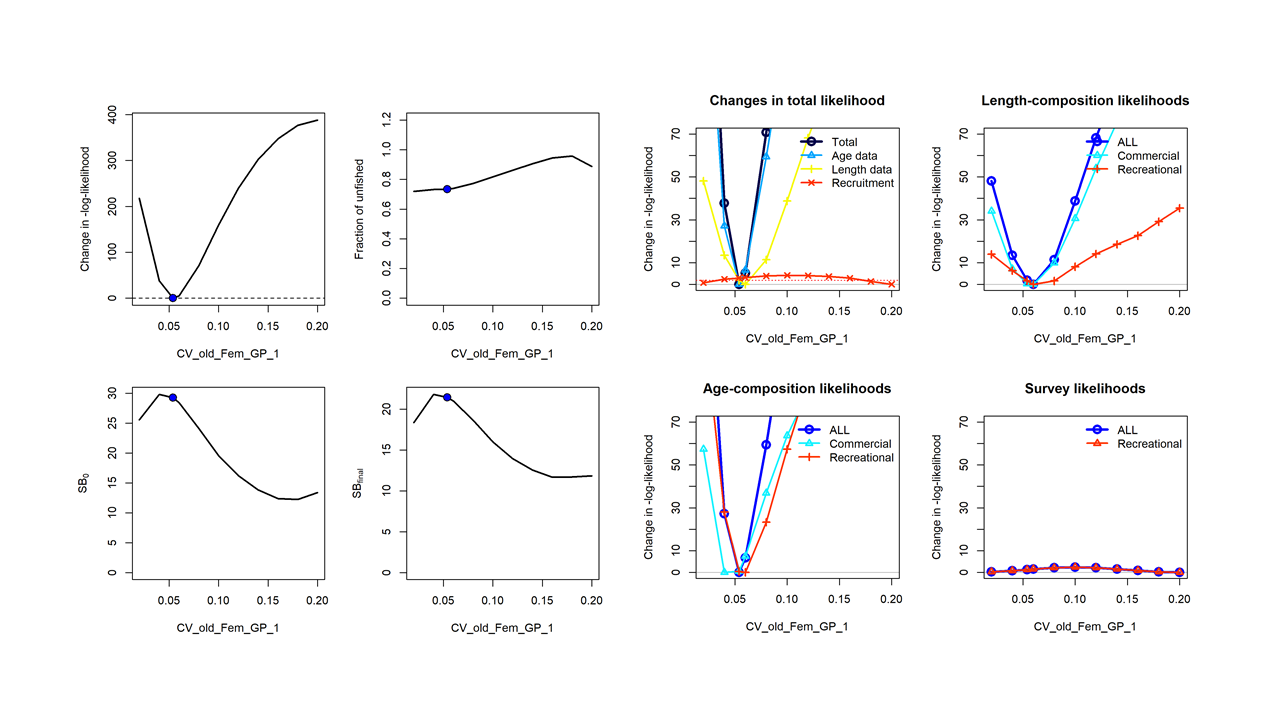 Change in -log-likelihood
0 100 200 300 400
0.05 0.10 0.15 0.20
CV_old_Fem_GP_1
Fraction of unfished
0.0 0.2 0.4 0.6 0.8 1.0 1.2
0.05 0.10 0.15 0.20
CV_old_Fem_GP_1
Changes in total likelihood
Change in -log-likelihood
0 10 30 50 70
Total
Age data
Length data
Recruitment
0.05 0.10 0.15 0.20
CV_old_Fem_GP_1
Length-composition likelihoods
Change in -log-likelihood
0 10 30 50 70
ALL
Commercial
Recreational
0.05 0.10 0.15 0.20
CV_old_Fem_GP_1
SB0
0 5 10 15 20 25 30
0.05 0.10 0.15 0.20
CV_old_Fem_GP_1
SBfinal
0 5 10 15 20
0.05 0.10 0.15 0.20
CV_old_Fem_GP_1
Age-composition likelihoods
Change in -log-likelihood
0 10 30 50 70
ALL
Commercial
Recreational
0.05 0.10 0.15 0.20
CV_old_Fem_GP_1
Survey likelihoods
Change in -log-likelihood
0 10 30 50 70
ALL
Recreational
0.05 0.10 0.15 0.20
CV_old_Fem_GP_1